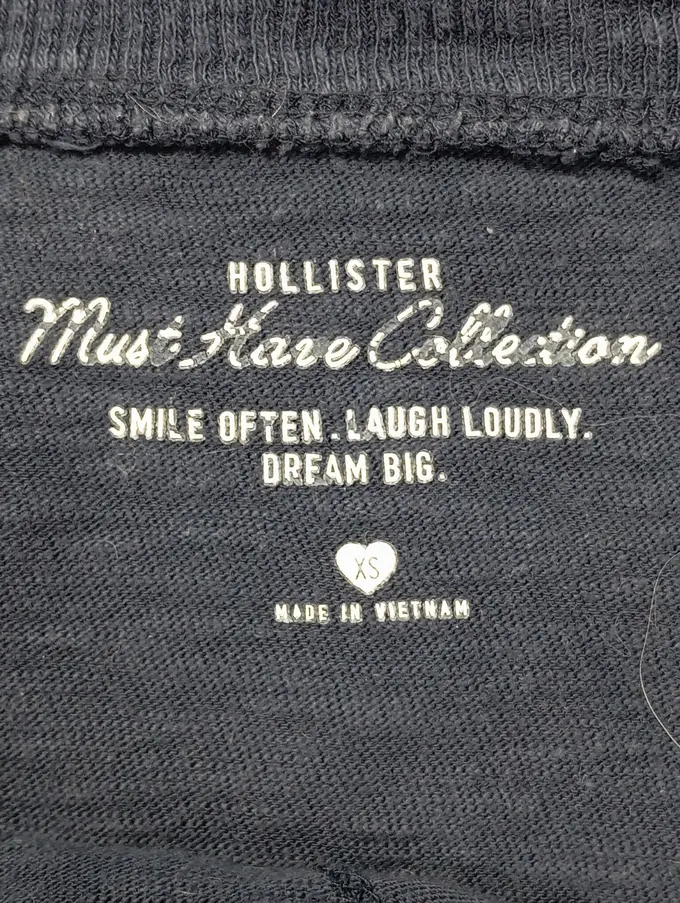 HOLLISTER
Must Have Collection
SMILE OFTEN. LAUGH LOUDLY.
DREAM BIG.
XS
MADE IN VIETNAM